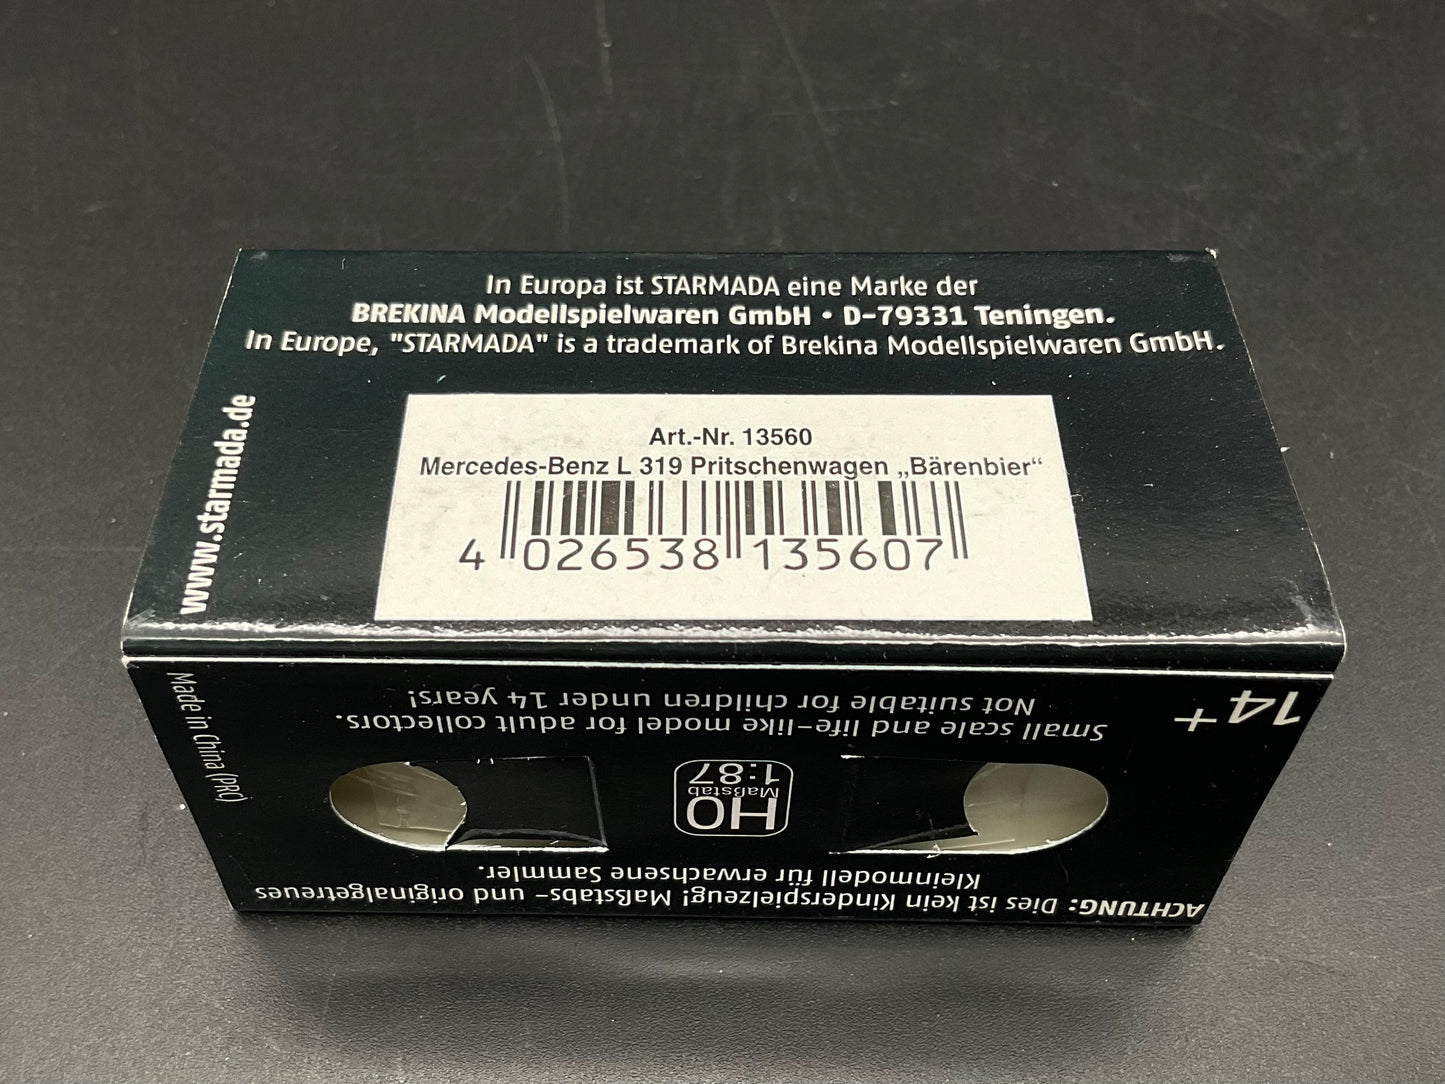 In Europa ist STARMADA eine Marke der
BREKINA Modellspielwaren GmbH • D-79331 Teningen.
In Europe, "STARMADA" is a trademark of Brekina Modellspielwaren GmbH.
www.starmada.de
Art.-Nr. 13560
Mercedes-Benz L 319 Pritschenwagen „Bärenbier“
4 026538 135607
ACHTUNG: Dies ist kein Kinderspielzeug! Maßstabs- und originalgetreues
Kleinmodell für erwachsene Sammler.
H0
Maßstab
1:87
Small scale and life-like model for adult collectors.
Not suitable for children under 14 years!
14+
Made in China (PRC)